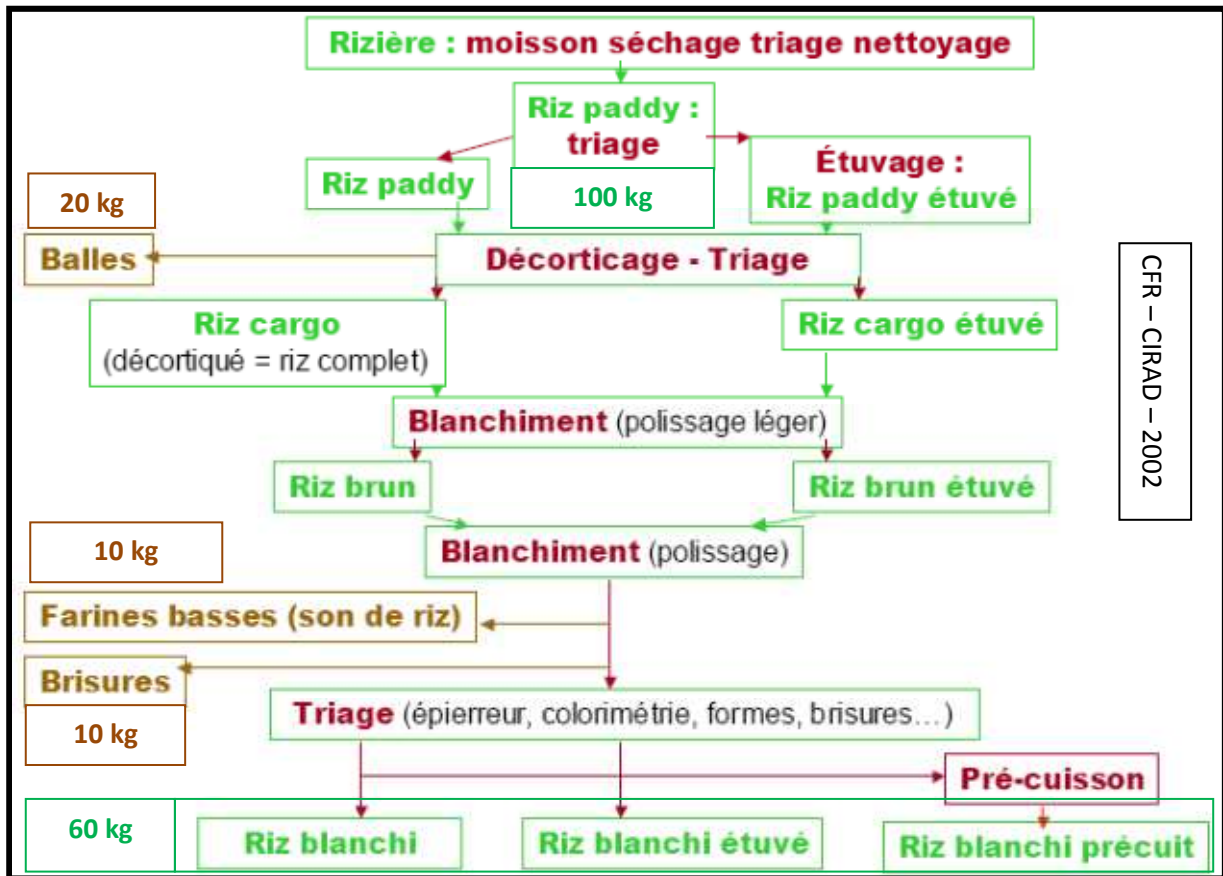 Rizière : moisson séchage triage nettoyage
Riz paddy :
triage
Riz paddy
Étuvage :
Riz paddy étuvé
100 kg
20 kg
Balles
Décorticage - Triage
Riz cargo
(décortiqué = riz complet)
Riz cargo étuvé
CFR – CIRAD – 2002
Blanchiment (polissage léger)
Riz brun
Riz brun étuvé
10 kg
Blanchiment (polissage)
Farines basses (son de riz)
Brisures
10 kg
Triage (épierreur, colorimétrie, formes, brisures...)
Pré-cuisson
60 kg
Riz blanchi
Riz blanchi étuvé
Riz blanchi précuit